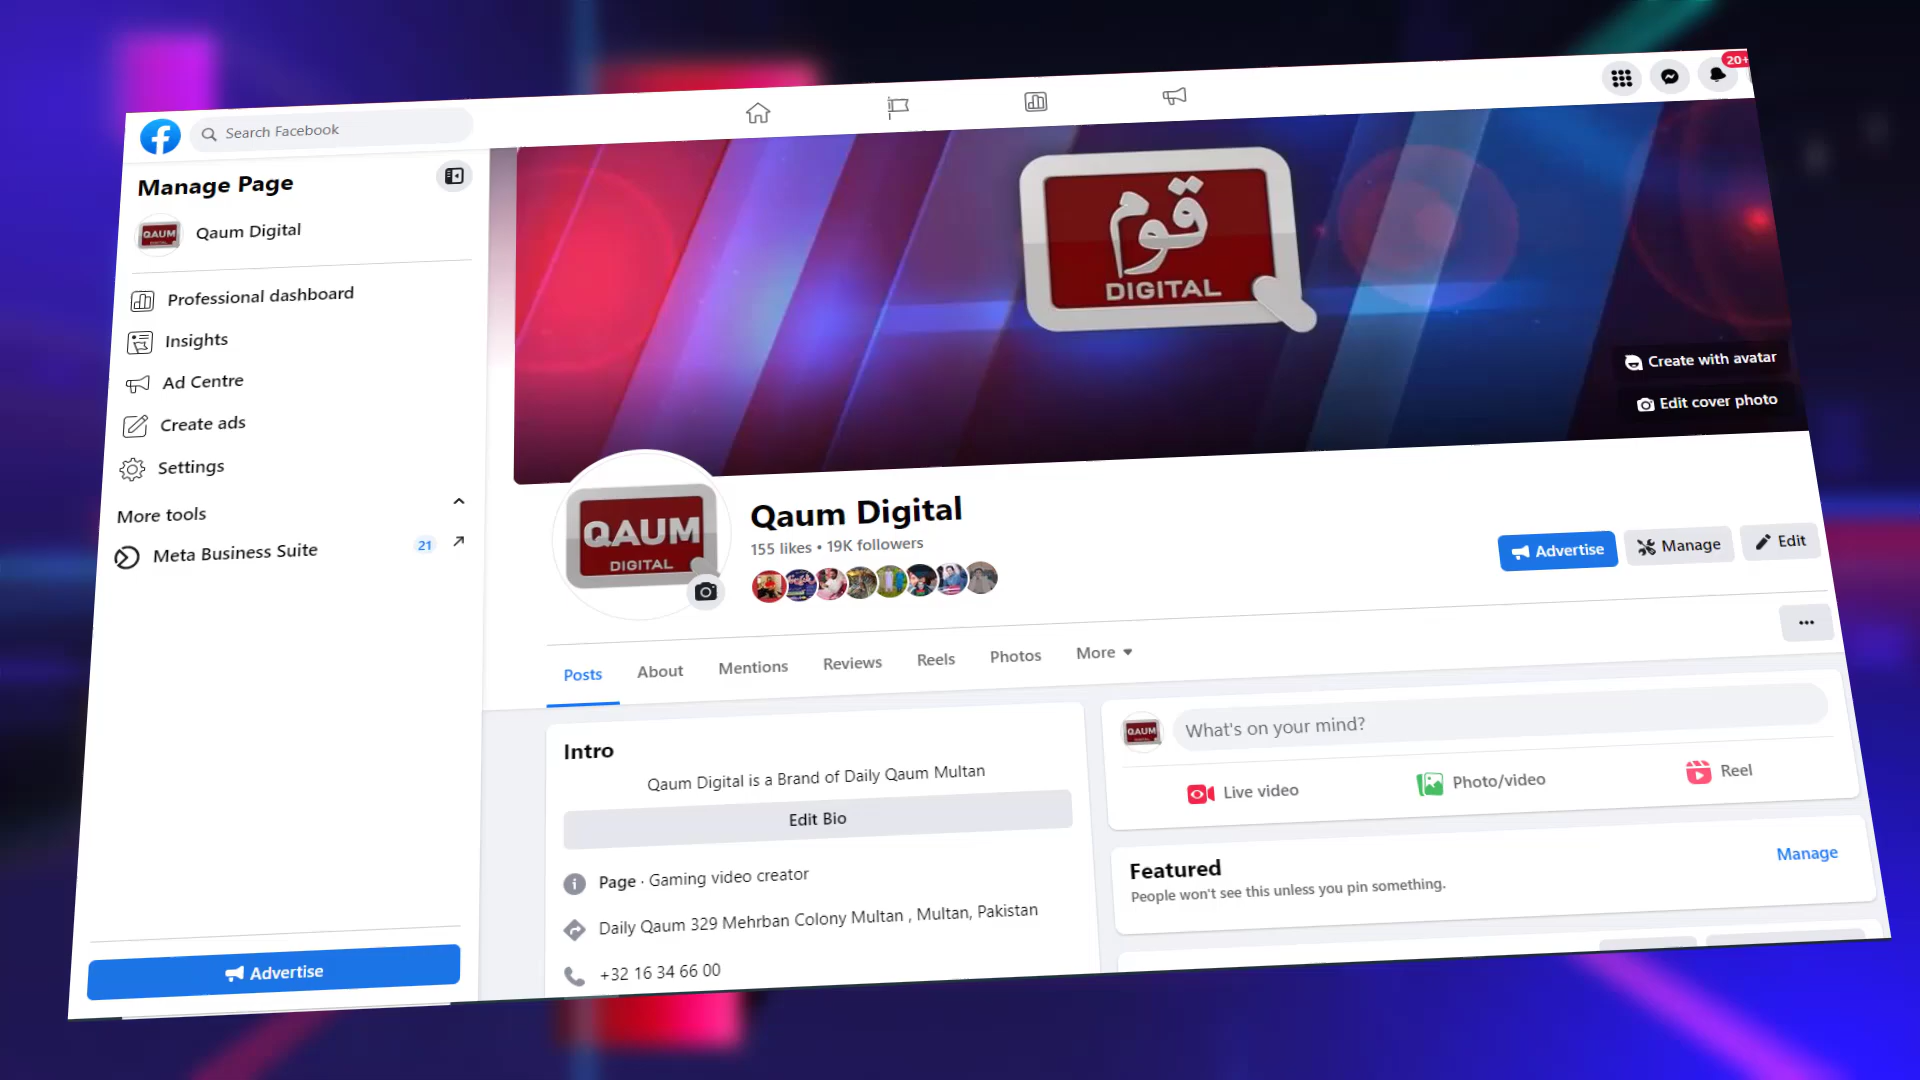 20+
Search Facebook
Manage Page
QAUM
Qaum Digital
Professional dashboard
Insights
Ad Centre
Create ads
Settings
More tools
Meta Business Suite
21
Advertise
قوم
DIGITAL
Create with avatar
Edit cover photo
QAUM
DIGITAL
Qaum Digital
155 likes • 19K followers
Advertise
Manage
Edit
Posts
About
Mentions
Reviews
Reels
Photos
More
Intro
Qaum Digital is a Brand of Daily Qaum Multan
Edit Bio
Page · Gaming video creator
Daily Qaum 329 Mehrban Colony Multan , Multan, Pakistan
+32 16 34 66 00
QAUM
What's on your mind?
Live video
Photo/video
Reel
Featured
Manage
People won't see this unless you pin something.